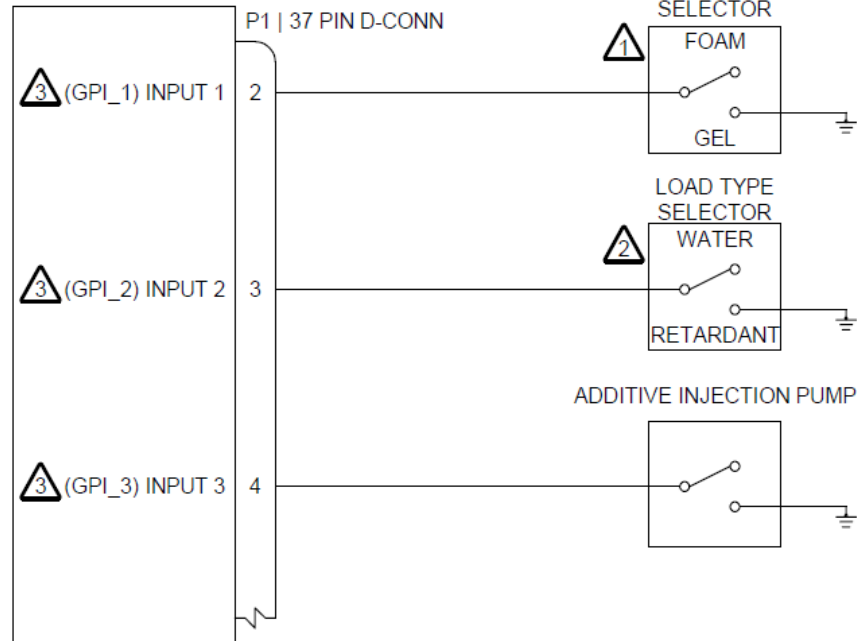 P1 | 37 PIN D-CONN
SELECTOR
1
FOAM
3 (GPI_1) INPUT 1 2
GEL
LOAD TYPE
SELECTOR
2
WATER
3 (GPI_2) INPUT 2 3
RETARDANT
ADDITIVE INJECTION PUMP
3 (GPI_3) INPUT 3 4